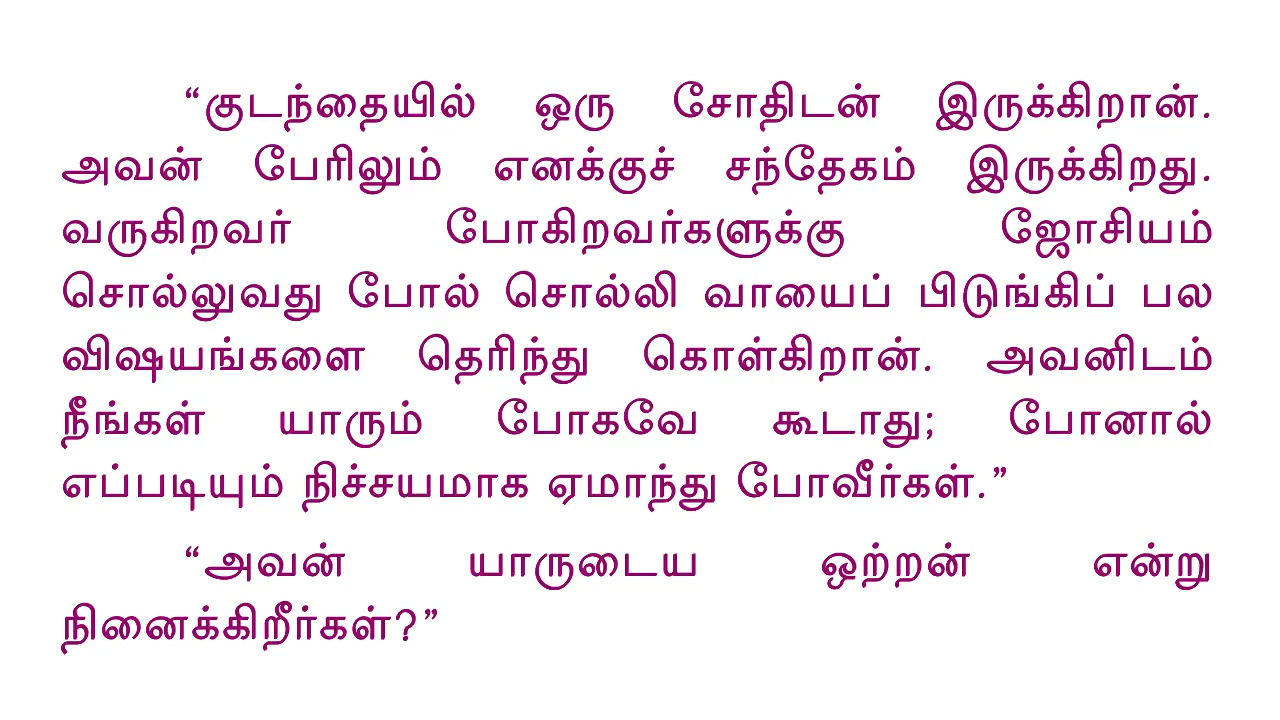 “குடந்தையில் ஒரு சோதிடன் இருக்கிறான்.
அவன் பேரிலும் எனக்குச் சந்தேகம் இருக்கிறது.
வருகிறவர் போகிறவர்களுக்கு ஜோசியம்
சொல்லுவது போல் சொல்லி வாயைப் பிடுங்கிப் பல
விஷயங்களை தெரிந்து கொள்கிறான். அவனிடம்
நீங்கள் யாரும் போகவே கூடாது; போனால்
எப்படியும் நிச்சயமாக ஏமாந்து போவீர்கள்.”
“அவன் யாருடைய ஒற்றன் என்று
நினைக்கிறீர்கள்?”